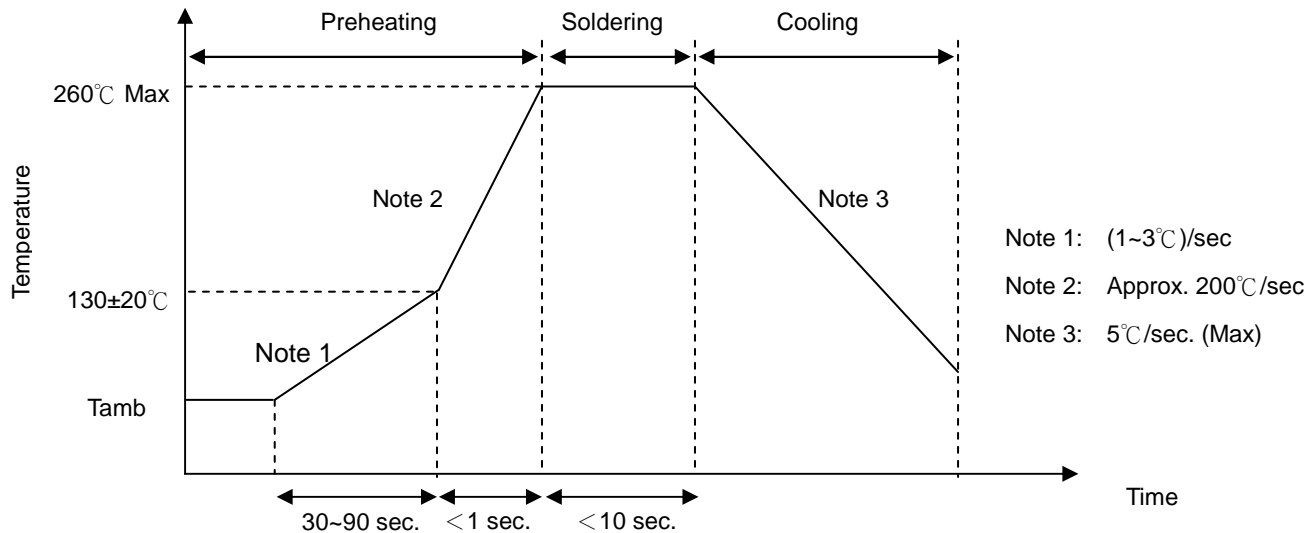 Preheating Soldering Cooling
260℃ Max
Temperature
Note 2
Note 3
Note 1: (1~3℃)/sec
Note 2: Approx. 200℃/sec
130±20℃
Note 3: 5℃/sec. (Max)
Note 1
Tamb
Time
30~90 sec. <1 sec. <10 sec.